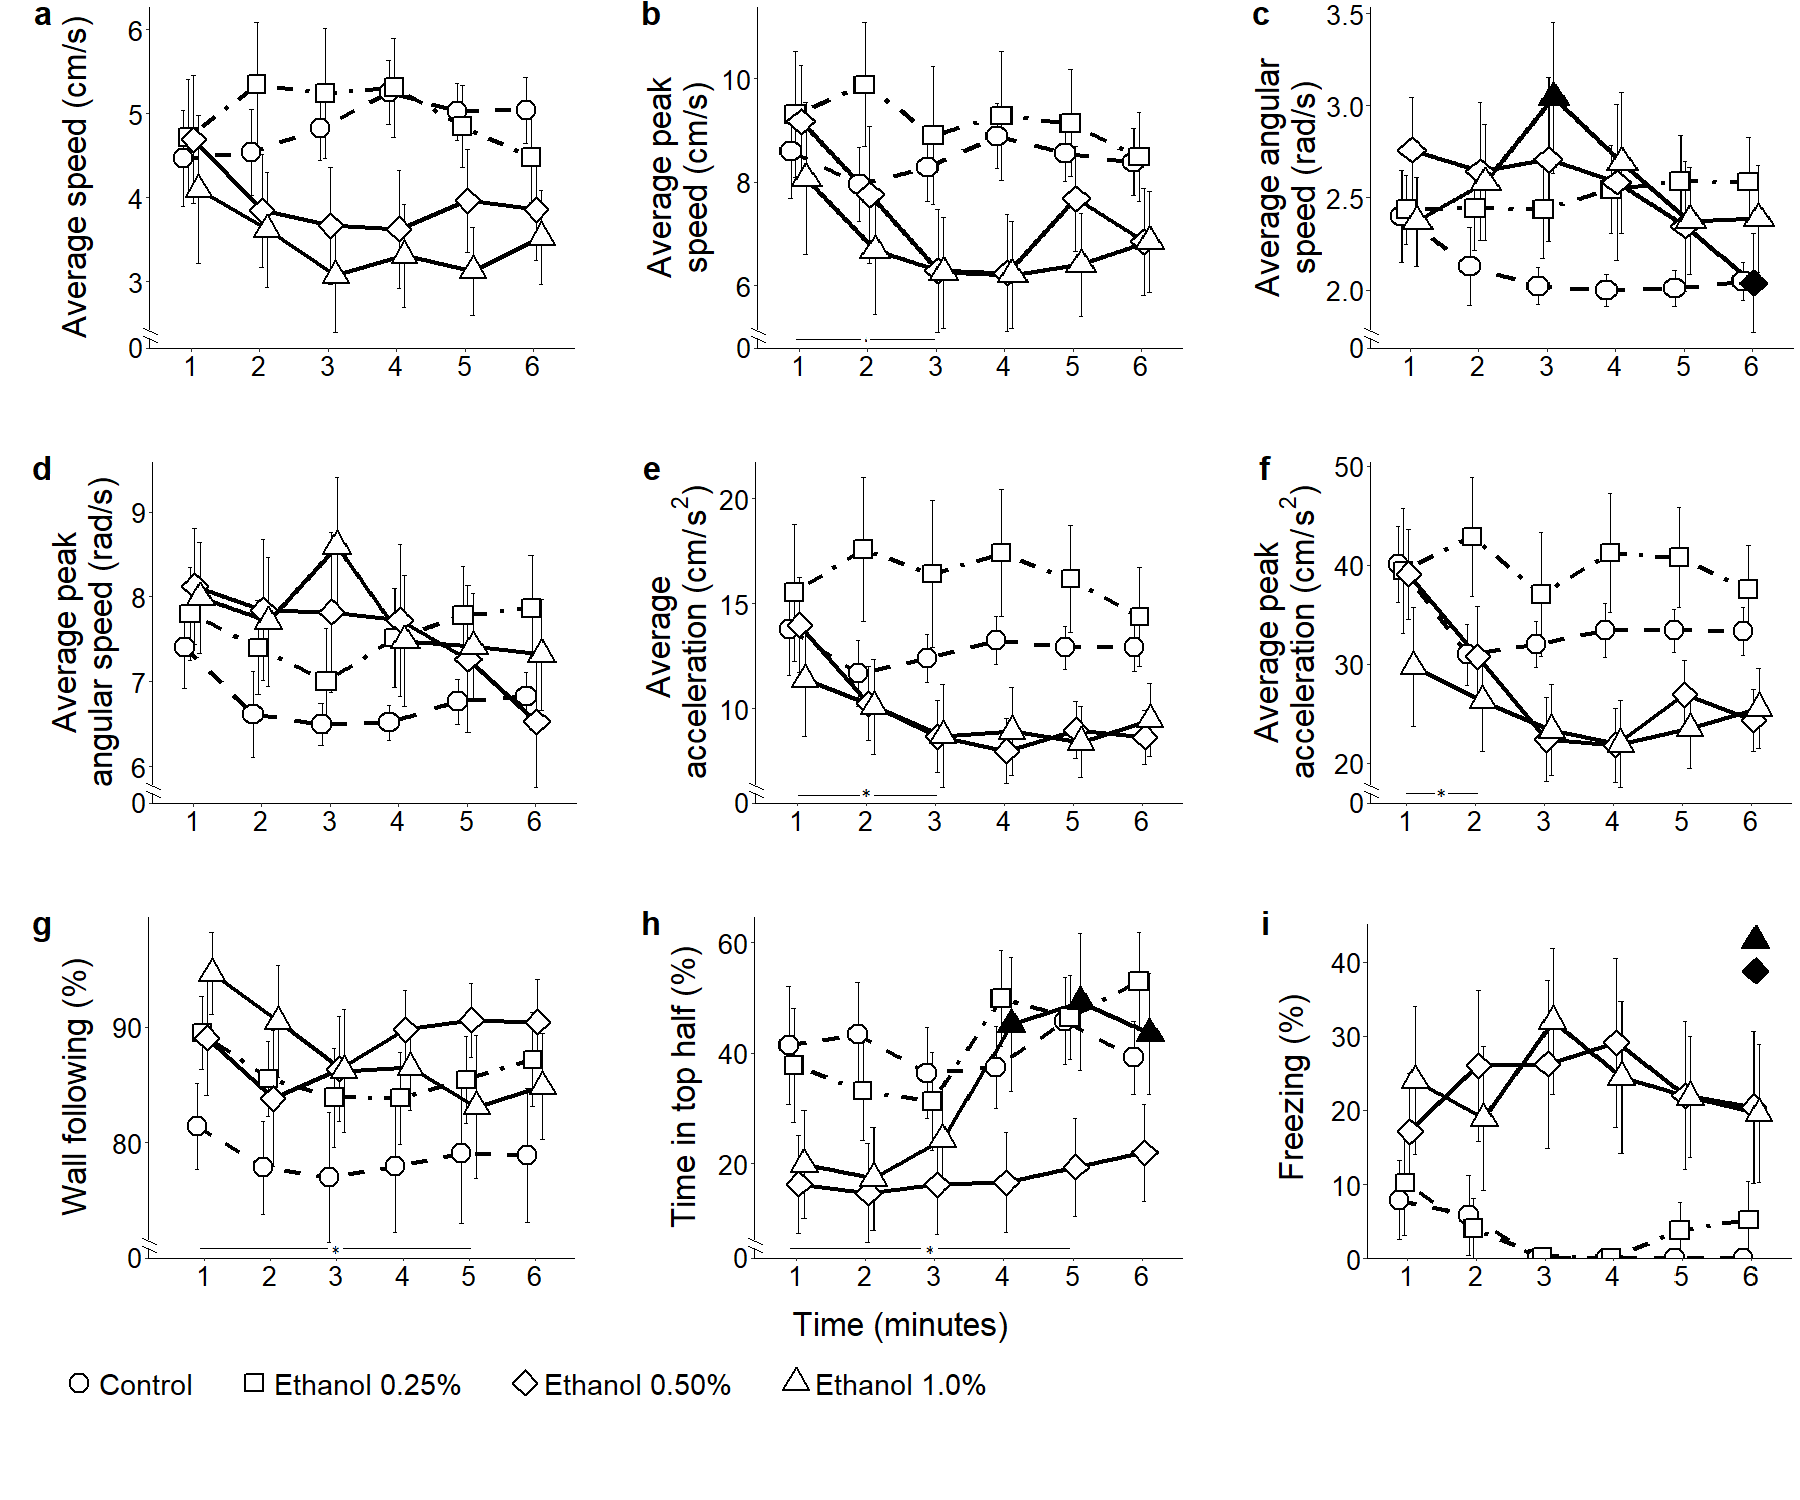 a
Average speed (cm/s)
6
5
4
3
0
1 2 3 4 5 6
b
Average peak
speed (cm/s)
10
8
6
0
1 2 3 4 5 6
c
Average angular
speed (rad/s)
3.5
3.0
2.5
2.0
0
1 2 3 4 5 6
d
Average peak
angular speed (rad/s)
9
8
7
6
0
1 2 3 4 5 6
e
Average
acceleration (cm/s²)
20
15
10
0
*
1 2 3 4 5 6
f
Average peak
acceleration (cm/s²)
50
40
30
20
0
*
1 2 3 4 5 6
g
Wall following (%)
90
80
0
*
1 2 3 4 5 6
h
Time in top half (%)
60
40
20
0
*
1 2 3 4 5 6
i
Freezing (%)
40
30
20
10
0
1 2 3 4 5 6
Time (minutes)
Control Ethanol 0.25% Ethanol 0.50% Ethanol 1.0%